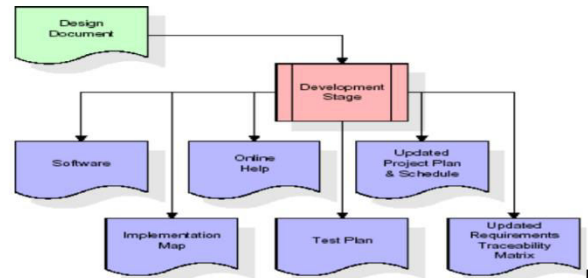 Design
Document
Development
Stage
Software
Online
Help
Updated
Project Plan
& Schedule
Implementation
Map
Test Plan
Updated
Requirements
Traceability
Matrix